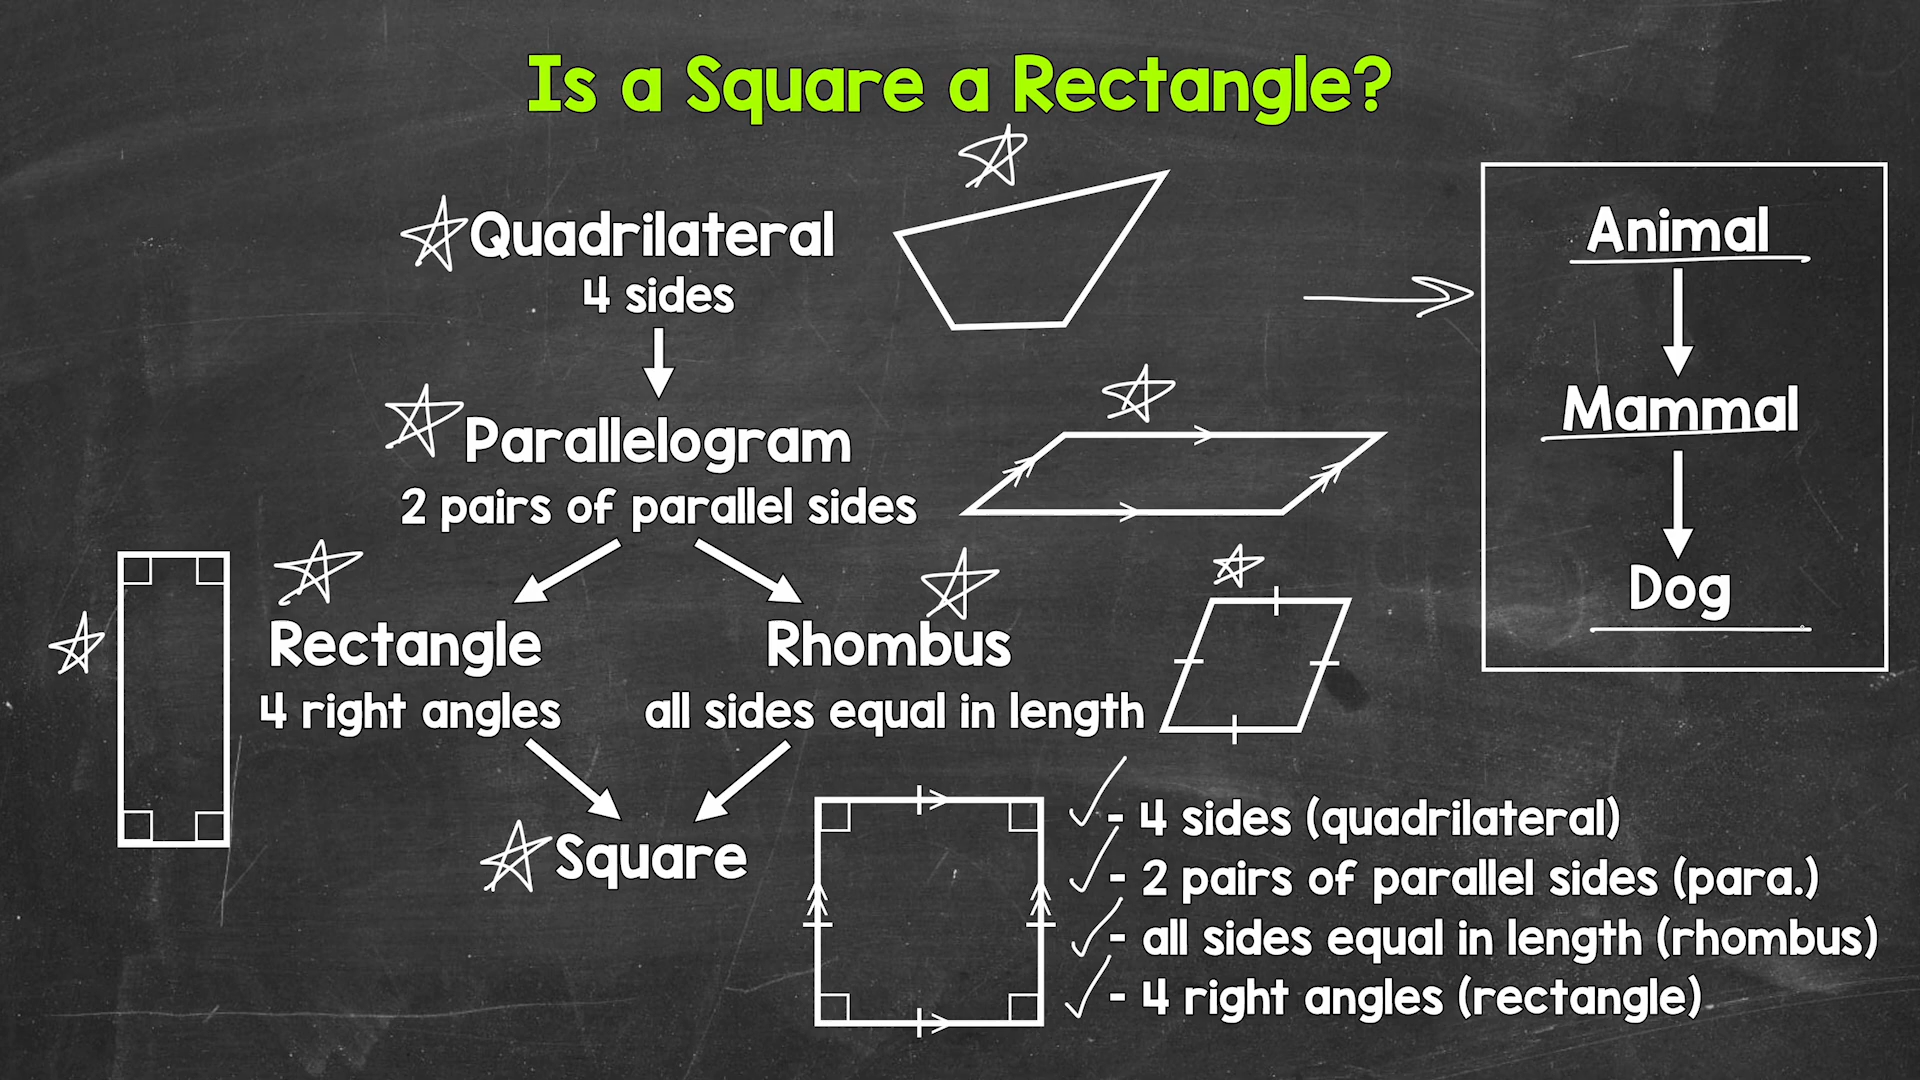 Is a Square a Rectangle?
Quadrilateral
4 sides
Parallelogram
2 pairs of parallel sides
Rectangle
4 right angles
Rhombus
all sides equal in length
Square
- 4 sides (quadrilateral)
- 2 pairs of parallel sides (para.)
- all sides equal in length (rhombus)
- 4 right angles (rectangle)
Animal
Mammal
Dog